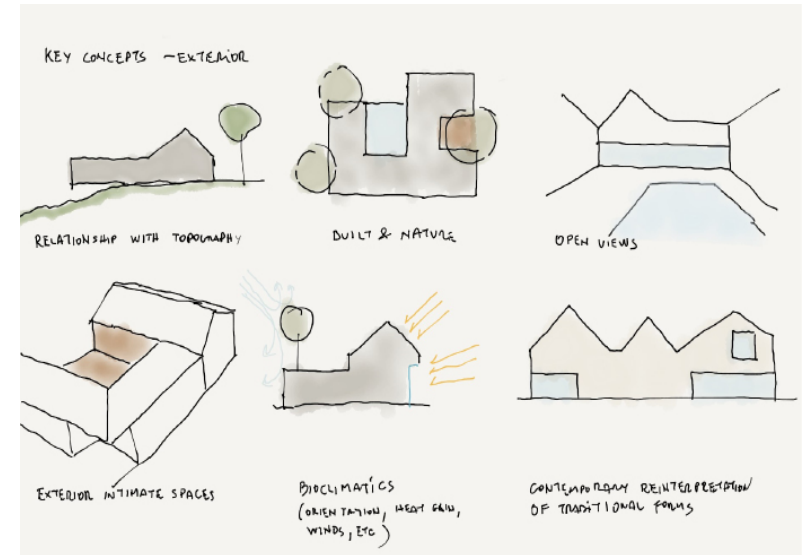 KEY CONCEPTS - EXTERIOR
RELATIONSHIP WITH TOPOGRAPHY
BUILT & NATURE
OPEN VIEWS
EXTERIOR INTIMATE SPACES
BIOCLIMATICS
(ORIENTATION, HEAT GAIN,
WINDS, ETC)
CONTEMPORARY REINTERPRETATION
OF TRADITIONAL FORMS